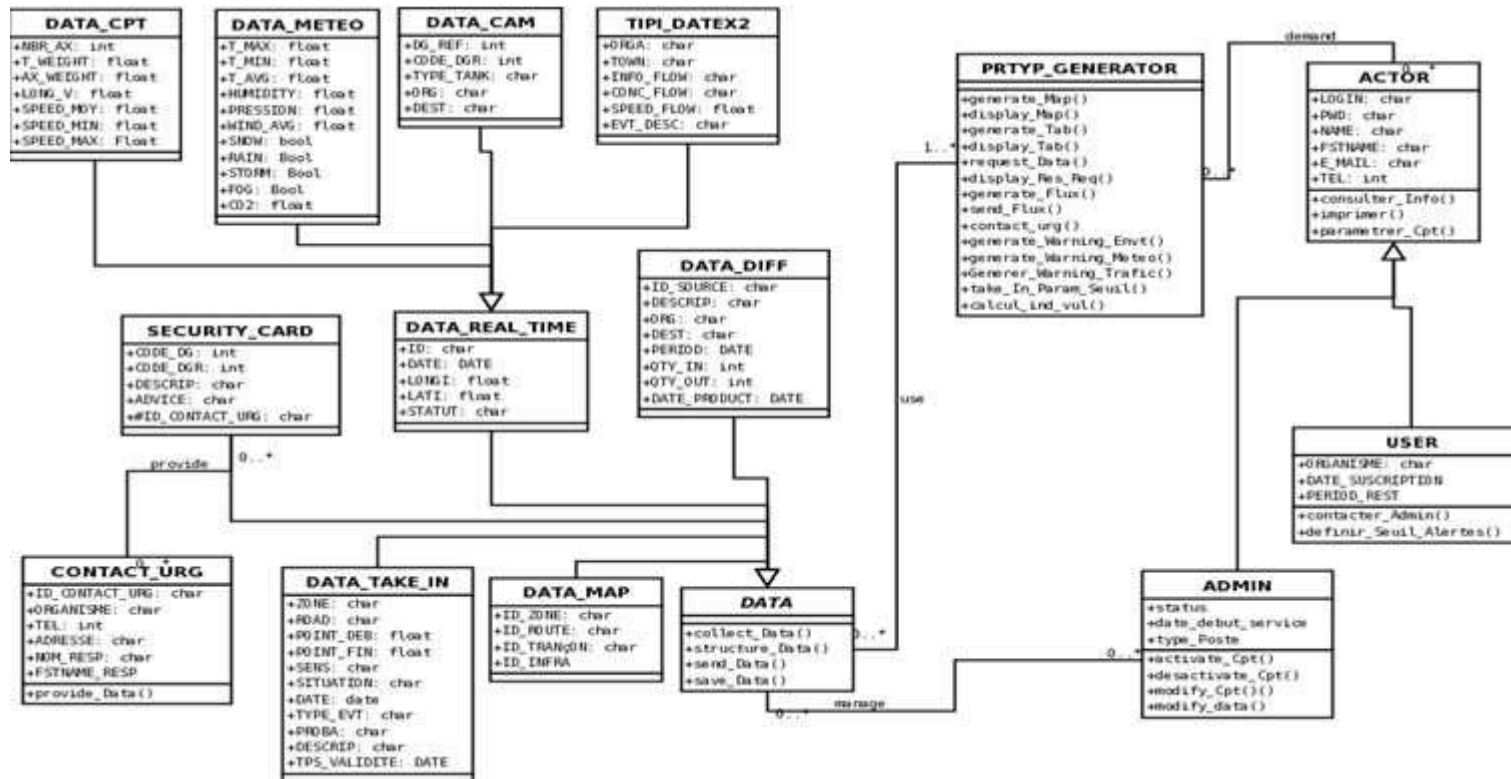 DATA_CPT
+NBR_AX: int
+T_WEIGHT: float
+AX_WEIGHT: float
+LONG_V: float
+SPEED_MOY: float
+SPEED_MIN: float
+SPEED_MAX: Float
DATA_METEO
+T_MAX: float
+T_MIN: float
+T_AVG: float
+HUMIDITY: float
+PRESSION: float
+WIND_AVG: float
+SNOW: bool
+RAIN: Bool
+STORM: Bool
+FOG: Bool
+CO2: float
DATA_CAM
+DG_REF: int
+CODE_DGR: int
+TYPE_TANK: char
+ORG: char
+DEST: char
TIPI_DATEX2
+ORGA: char
+TOWN: char
+INFO_FLOW: char
+CONC_FLOW: char
+SPEED_FLOW: float
+EVT_DESC: char
PRTYP_GENERATOR
+generate_Map()
+display_Map()
+generate_Tab()
+display_Tab()
+request_Data()
+display_Res_Req()
+generate_Flux()
+send_Flux()
+contact_urg()
+generate_Warning_Envt()
+generate_Warning_Meteo()
+Generer_Warning_Trafic()
+take_In_Param_Seuil()
+calcul_ind_vul()
demand
0..*
0..*
1..*
ACTOR
+LOGIN: char
+PWD: char
+NAME: char
+FSTNAME: char
+E_MAIL: char
+TEL: int
+consulter_Info()
+imprimer()
+parametrer_Cpt()
SECURITY_CARD
+CODE_DG: int
+CODE_DGR: int
+DESCRIP: char
+ADVICE: char
+#ID_CONTACT_URG: char
DATA_REAL_TIME
+ID: char
+DATE: DATE
+LONGI: float
+LATI: float
+STATUT: char
DATA_DIFF
+ID_SOURCE: char
+DESCRIP: char
+ORG: char
+DEST: char
+PERIOD: DATE
+QTY_IN: int
+QTY_OUT: int
+DATE_PRODUCT: DATE
use
USER
+ORGANISME: char
+DATE_SUSCRIPTION
+PERIOD_REST
+contacter_Admin()
+definir_Seuil_Alertes()
provide
0..*
0..*
CONTACT_URG
+ID_CONTACT_URG: char
+ORGANISME: char
+TEL: int
+ADRESSE: char
+NOM_RESP: char
+FSTNAME_RESP
+provide_Data()
DATA_TAKE_IN
+ZONE: char
+ROAD: char
+POINT_DEB: float
+POINT_FIN: float
+SENS: char
+SITUATION: char
+DATE: date
+TYPE_EVT: char
+PROBA: char
+DESCRIP: char
+TPS_VALIDITE: DATE
DATA_MAP
+ID_ZONE: char
+ID_ROUTE: char
+ID_TRANÇON: char
+ID_INFRA
DATA
+collect_Data()
+structure_Data()
+send_Data()
+save_Data()
0..*
0..*
manage
0..*
ADMIN
+status
+date_debut_service
+type_Poste
+activate_Cpt()
+desactivate_Cpt()
+modify_Cpt()()
+modify_data()